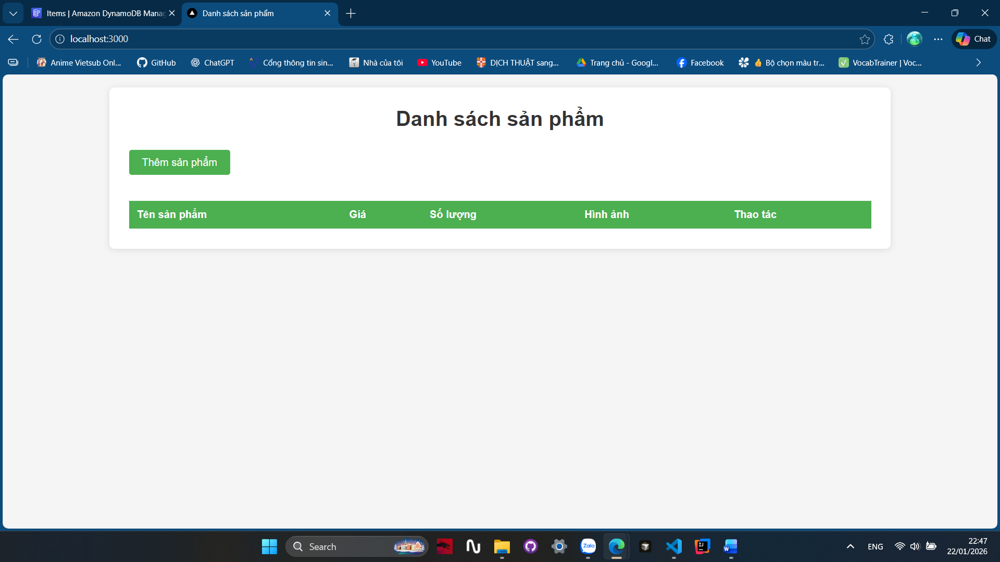 Items | Amazon DynamoDB Manag
Danh sách sản phẩm
localhost:3000
Chat
Anime Vietsub Onl...
GitHub
ChatGPT
Cổng thông tin sin...
Nhà của tôi
YouTube
DỊCH THUẬT sang...
Trang chủ - Googl...
Facebook
👍 Bộ chọn màu tr...
VocabTrainer | Voc...
Danh sách sản phẩm
Thêm sản phẩm
Tên sản phẩm Giá Số lượng Hình ảnh Thao tác
Search
Zalo
ENG
22:47
22/01/2026